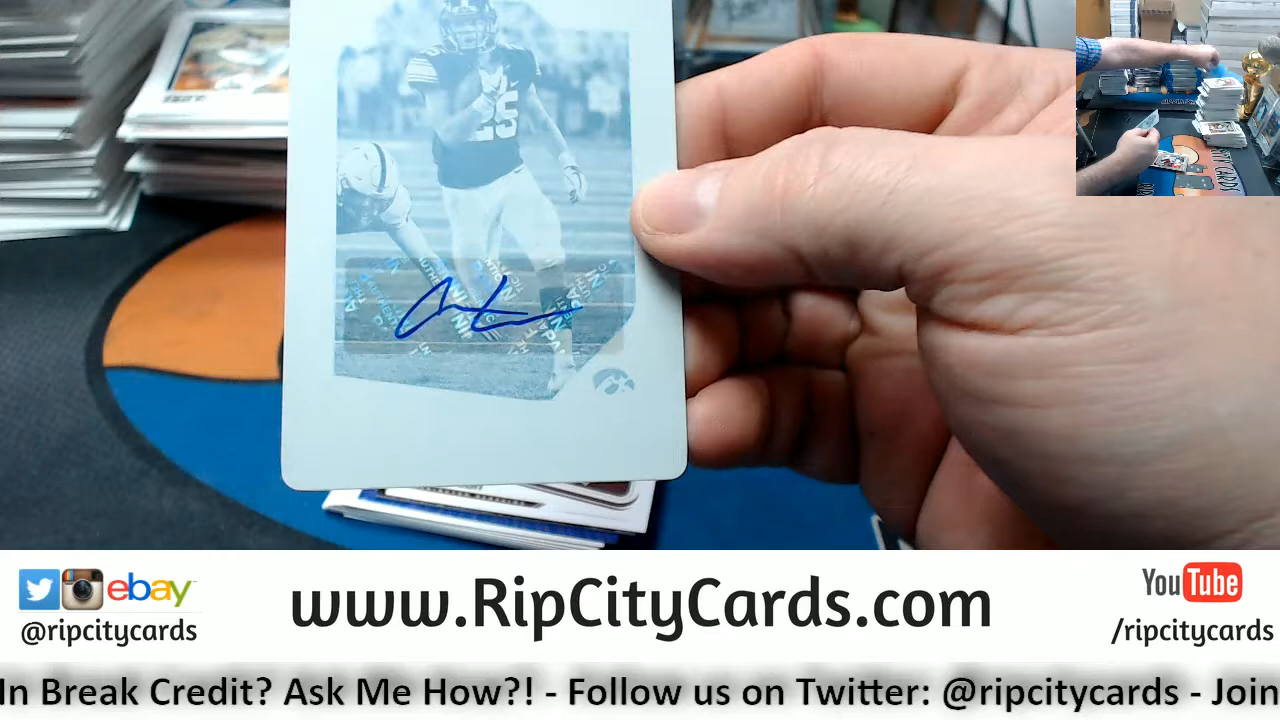 25
ebay
@ripcitycards
www.RipCityCards.com
You Tube
/ripcitycards
In Break Credit? Ask Me How?! - Follow us on Twitter: @ripcitycards - Join